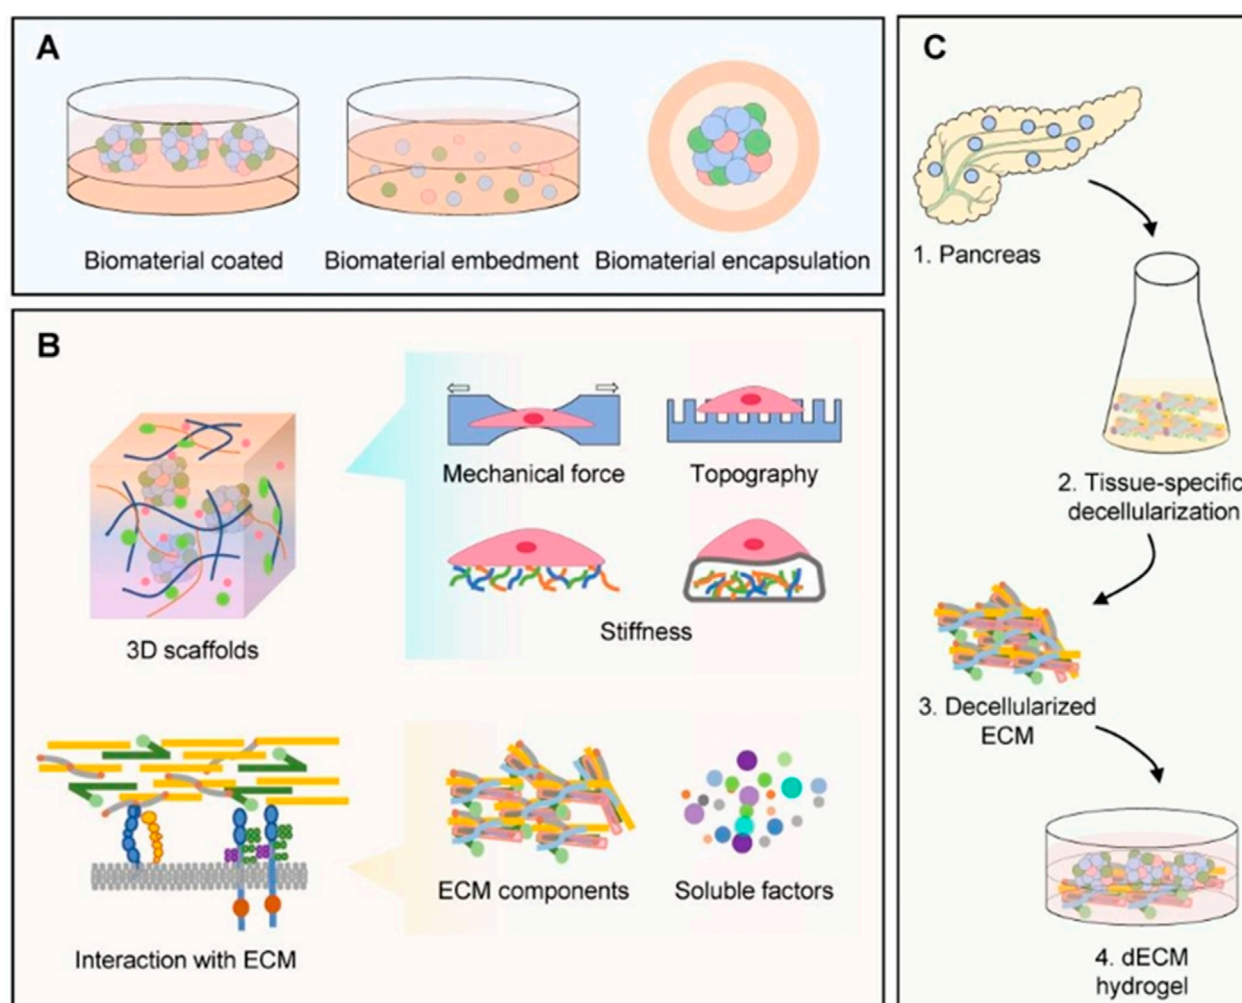 A
Biomaterial coated
Biomaterial embedment
Biomaterial encapsulation
B
Mechanical force
Topography
Stiffness
3D scaffolds
ECM components
Soluble factors
Interaction with ECM
C
1. Pancreas
2. Tissue-specific
decellularization
3. Decellularized
ECM
4. dECM
hydrogel